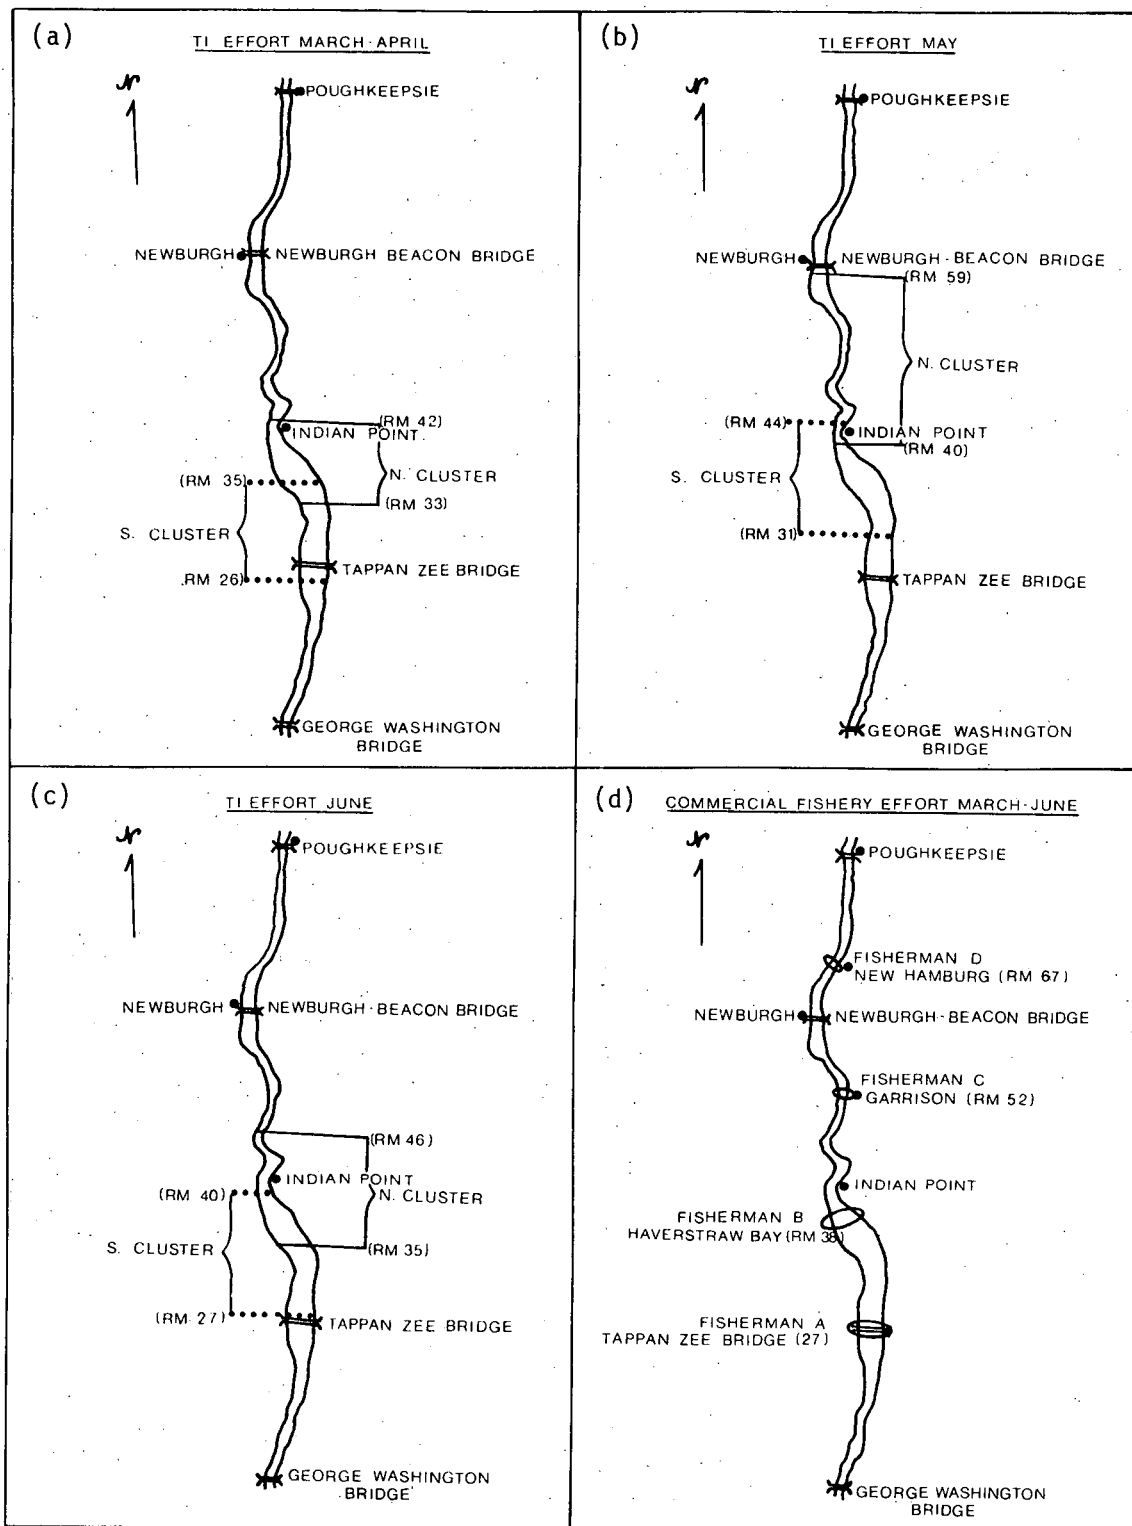 (a)
TI EFFORT MARCH-APRIL
N
POUGHKEEPSIE
NEWBURGH
NEWBURGH BEACON BRIDGE
(RM 42)
INDIAN POINT
(RM 35)
N. CLUSTER
(RM 33)
S. CLUSTER
RM 26)
TAPPAN ZEE BRIDGE
GEORGE WASHINGTON
BRIDGE
(b)
TI EFFORT MAY
N
POUGHKEEPSIE
NEWBURGH
NEWBURGH-BEACON BRIDGE
(RM 59)
N. CLUSTER
(RM 44)
INDIAN POINT
(RM 40)
S. CLUSTER
(RM 31)
TAPPAN ZEE BRIDGE
GEORGE WASHINGTON
BRIDGE
(c)
TI EFFORT JUNE
N
POUGHKEEPSIE
NEWBURGH
NEWBURGH-BEACON BRIDGE
(RM 46)
INDIAN POINT
(RM 40)
N. CLUSTER
S. CLUSTER
(RM 35)
(RM 27)
TAPPAN ZEE BRIDGE
GEORGE WASHINGTON
BRIDGE
(d)
COMMERCIAL FISHERY EFFORT MARCH-JUNE
N
POUGHKEEPSIE
FISHERMAN D
NEW HAMBURG (RM 67)
NEWBURGH
NEWBURGH-BEACON BRIDGE
FISHERMAN C
GARRISON (RM 52)
INDIAN POINT
FISHERMAN B
HAVERSTRAW BAY (RM 38)
FISHERMAN A
TAPPAN ZEE BRIDGE (27)
GEORGE WASHINGTON
BRIDGE